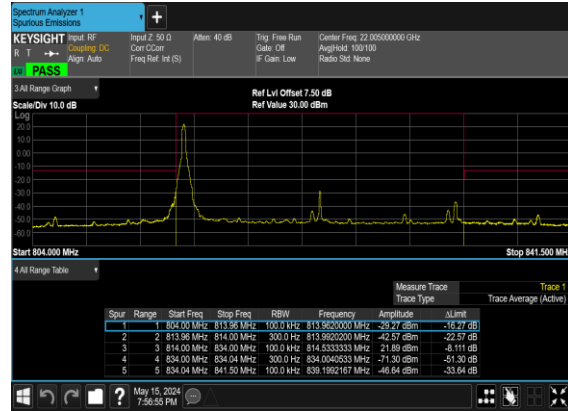 Spectrum Analyzer 1
Spurious Emissions
KEYSIGHT Input: RF Input Z: 50 Ω Atten: 40 dB Trig: Free Run Center Freq: 22.005000000 GHz
R T Coupling: DC Corr CCorr Gate: Off Avg|Hold: 100/100
Align: Auto Freq Ref: Int (S) IF Gain: Low Radio Std: None
PASS
3 All Range Graph
Ref Lvl Offset 7.50 dB
Scale/Div 10.0 dB Ref Value 30.00 dBm
Log
20.0
10.0
0.00
-10.0
-20.0
-30.0
-40.0
-50.0
-60.0
Start 804.000 MHz Stop 841.500 MH
4 All Range Table
Measure Trace Trace 1
Trace Type Trace Average (Active)
Spur Range Start Freq Stop Freq RBW Frequency Amplitude ΔLimit
1 1 804.00 MHz 813.96 MHz 100.0 kHz 813.9620000 MHz -29.27 dBm -16.27 dB
2 2 813.96 MHz 814.00 MHz 300.0 Hz 813.9920200 MHz -42.57 dBm -22.57 dB
3 3 814.00 MHz 834.00 MHz 100.0 kHz 814.5333333 MHz 21.89 dBm -8.111 dB
4 4 834.00 MHz 834.04 MHz 300.0 Hz 834.0040533 MHz -71.30 dBm -51.30 dB
5 5 834.04 MHz 841.50 MHz 100.0 kHz 839.1992167 MHz -46.64 dBm -33.64 dB
May 15, 2024
7:56:55 PM